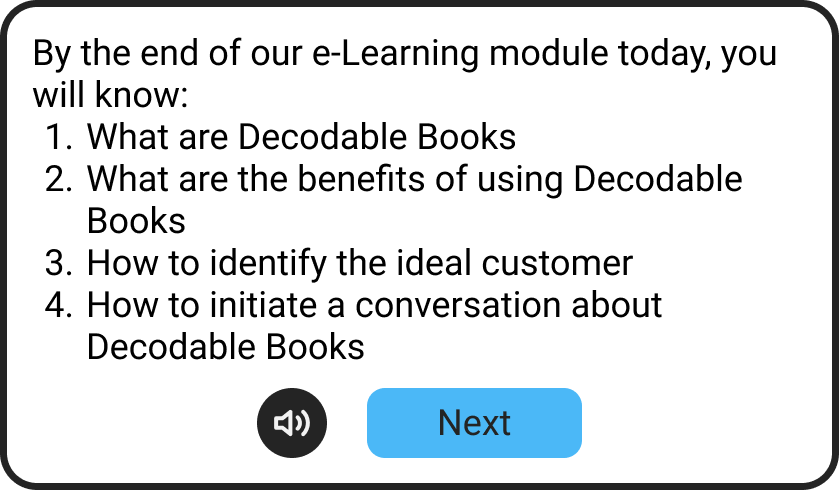 By the end of our e-Learning module today, you
will know:
1. What are Decodable Books
2. What are the benefits of using Decodable
Books
3. How to identify the ideal customer
4. How to initiate a conversation about
Decodable Books
Next